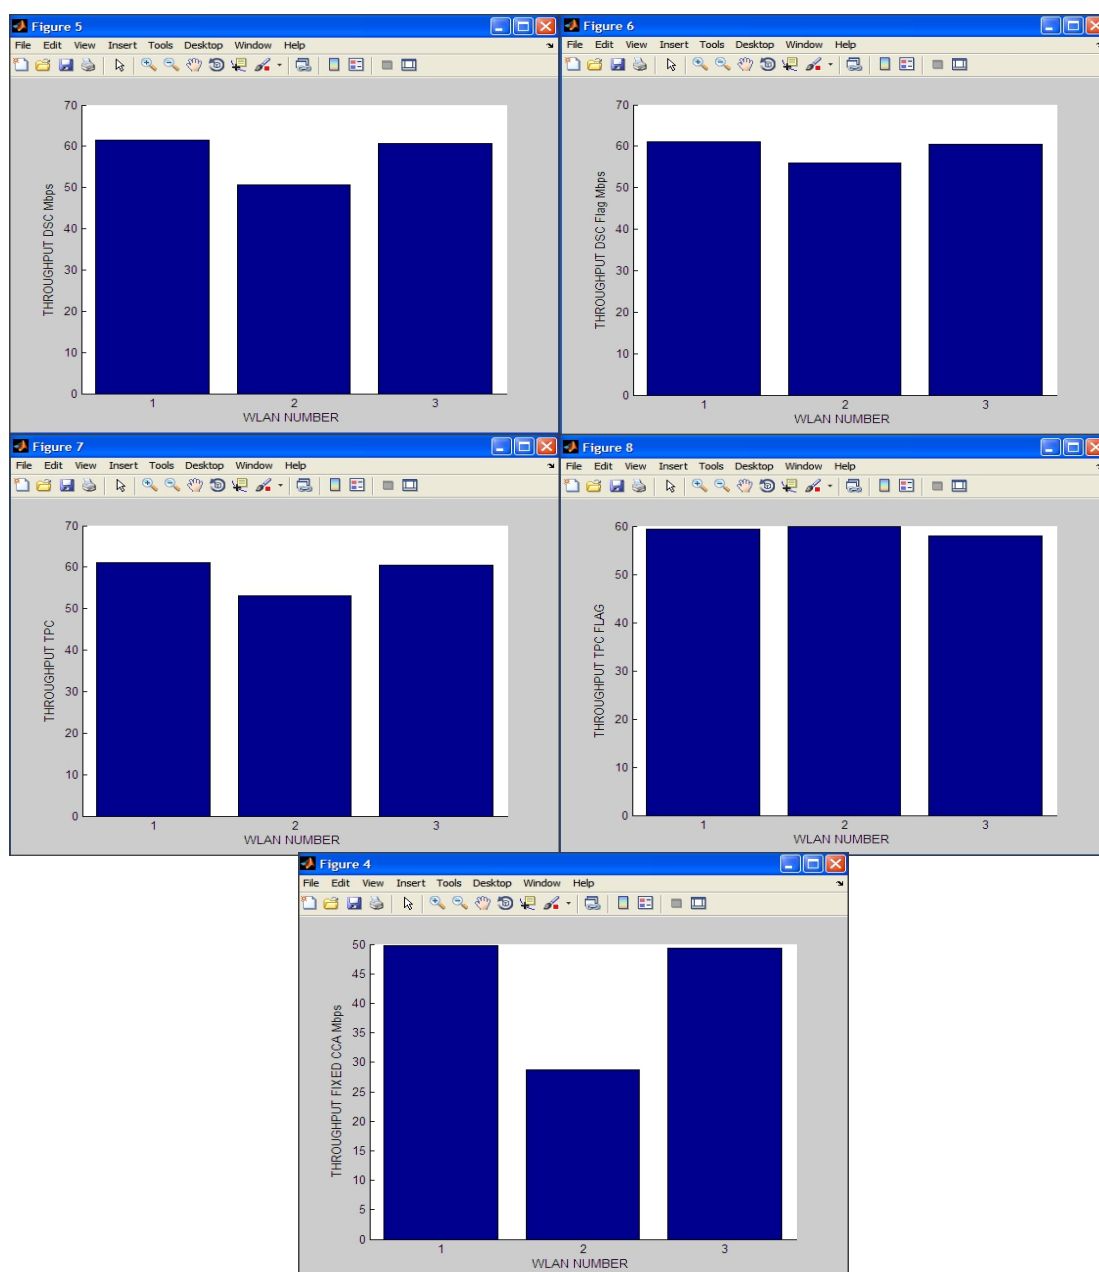 Figure 5
File Edit View Insert Tools Desktop Window Help
70
60
50
40
30
20
10
0
THROUGHPUT DSC Mbps
1 2 3
WLAN NUMBER
Figure 6
File Edit View Insert Tools Desktop Window Help
70
60
50
40
30
20
10
0
THROUGHPUT DSC Flag Mbps
1 2 3
WLAN NUMBER
Figure 7
File Edit View Insert Tools Desktop Window Help
70
60
50
40
30
20
10
0
THROUGHPUT TPC
1 2 3
WLAN NUMBER
Figure 8
File Edit View Insert Tools Desktop Window Help
60
50
40
30
20
10
0
THROUGHPUT TPC FLAG
1 2 3
WLAN NUMBER
Figure 4
File Edit View Insert Tools Desktop Window Help
50
45
40
35
30
25
20
15
10
5
0
THROUGHPUT FIXED CCA Mbps
1 2 3
WLAN NUMBER